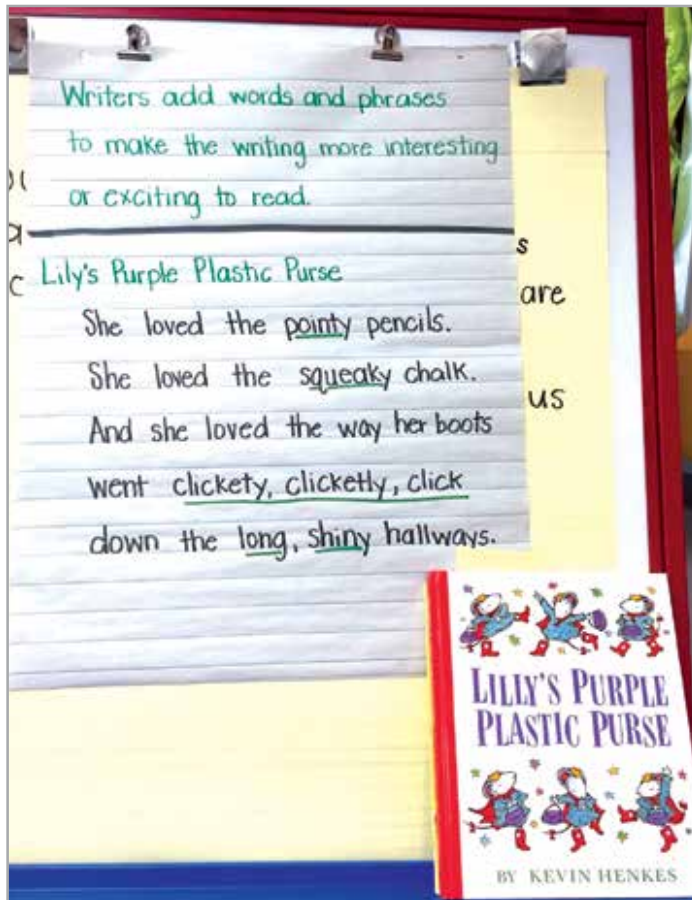 Writers add words and phrases
to make the writing more interesting
or exciting to read.
Lily's Purple Plastic Purse
She loved the pointy pencils.
She loved the squeaky chalk.
And she loved the way her boots
went clickety, clicketly, click
down the long, shiny hallways.
s
are
us
LILLY'S PURPLE
PLASTIC PURSE
BY KEVIN HENKES